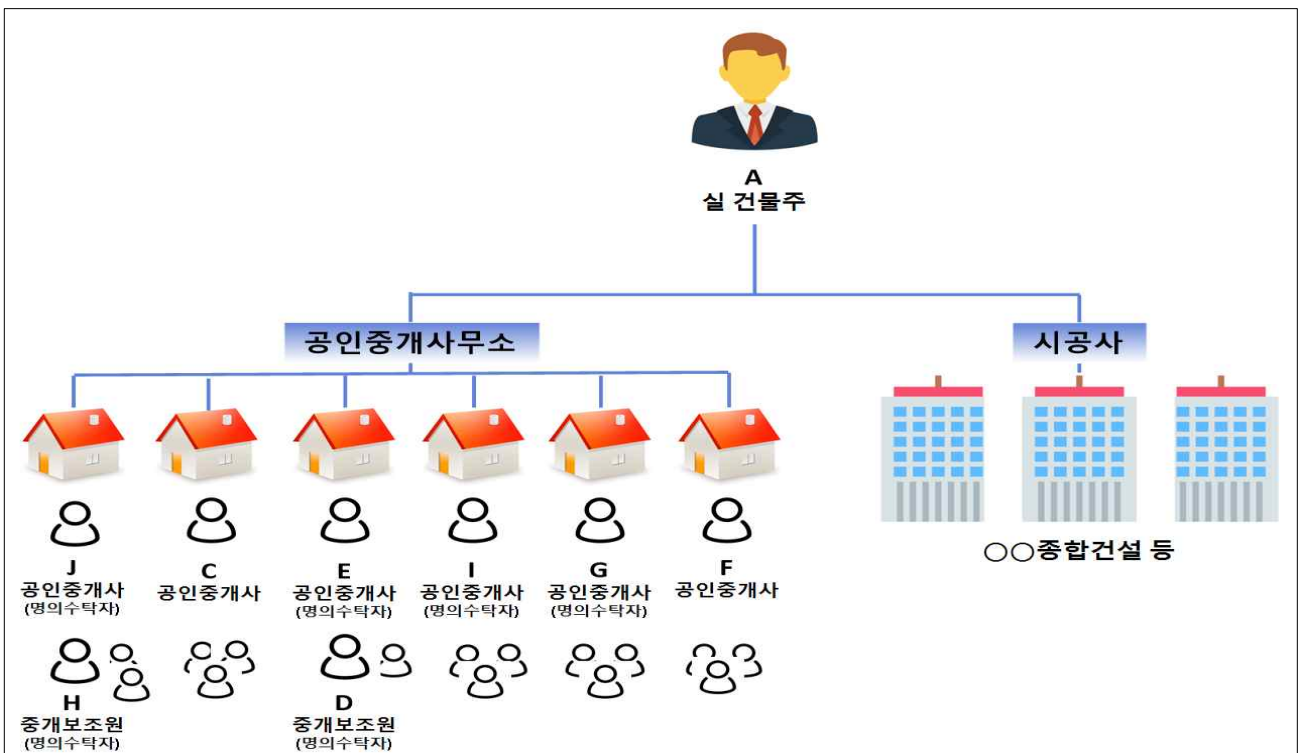 A
실 건물주
공인중개사무소
시공사
J
공인중개사
(명의수탁자)
C
공인중개사
E
공인중개사
(명의수탁자)
I
공인중개사
(명의수탁자)
G
공인중개사
(명의수탁자)
F
공인중개사
○○종합건설 등
H
중개보조원
(명의수탁자)
D
중개보조원
(명의수탁자)